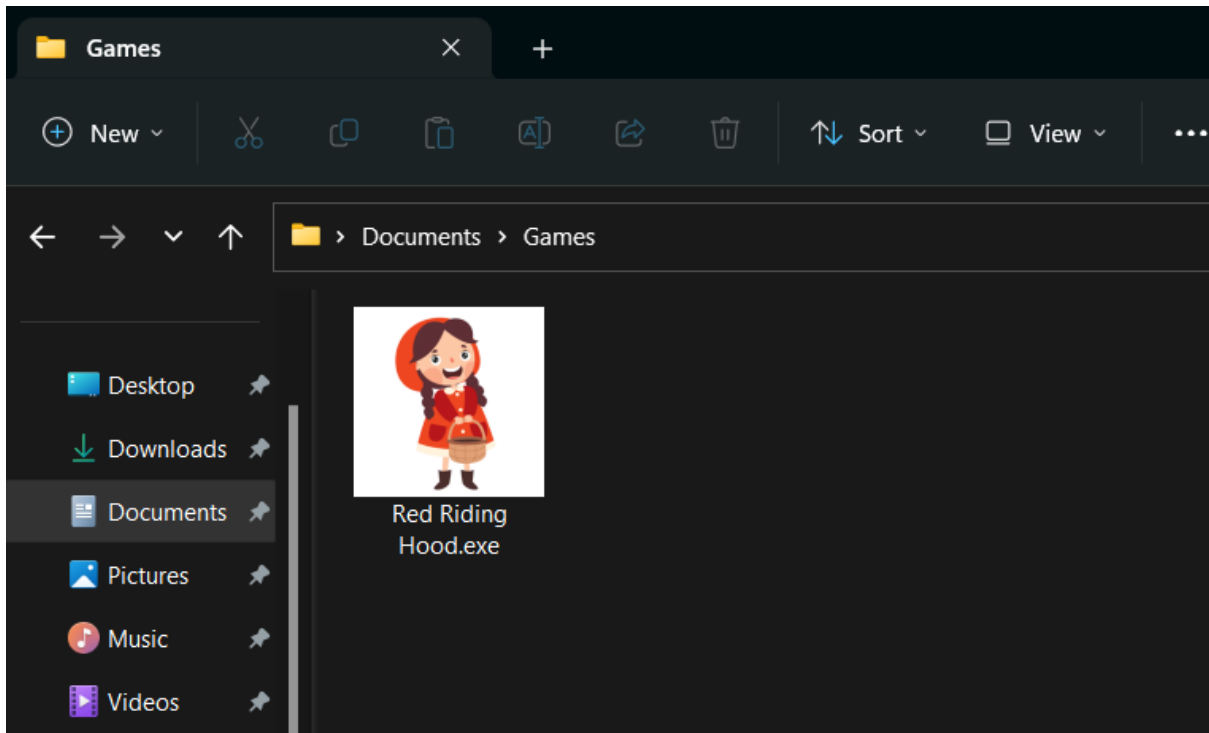 Games
New
Sort
View
Documents > Games
Desktop
Downloads
Documents
Pictures
Music
Videos
Red Riding
Hood.exe